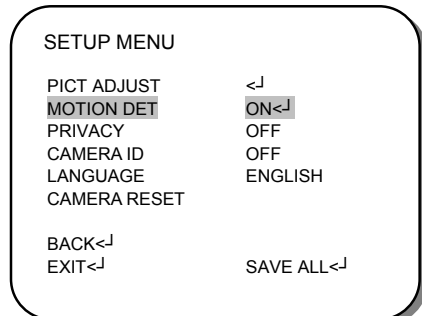 SETUP MENU
PICT ADJUST <┘
MOTION DET ON<┘
PRIVACY OFF
CAMERA ID OFF
LANGUAGE ENGLISH
CAMERA RESET
BACK<┘
EXIT<┘ SAVE ALL<┘